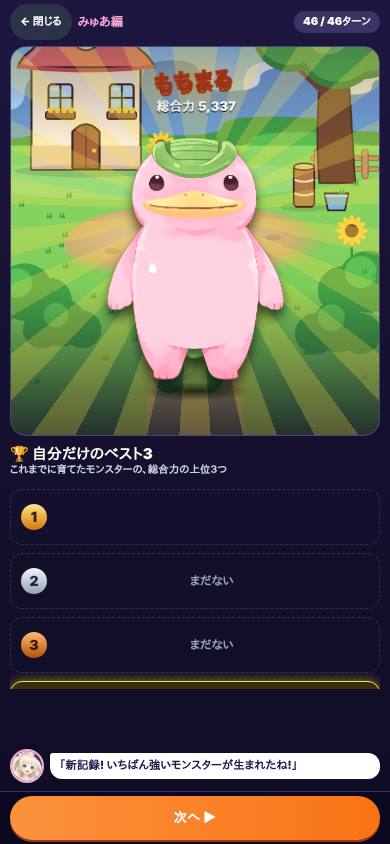 ← 閉じる
みゅあ編
46 / 46ターン
もちまる
総合力 5,337
🏆 自分だけのベスト3
これまでに育てたモンスターの、総合力の上位3つ
1
2
まだない
3
まだない
「新記録! いちばん強いモンスターが生まれたね!」
次へ ▶